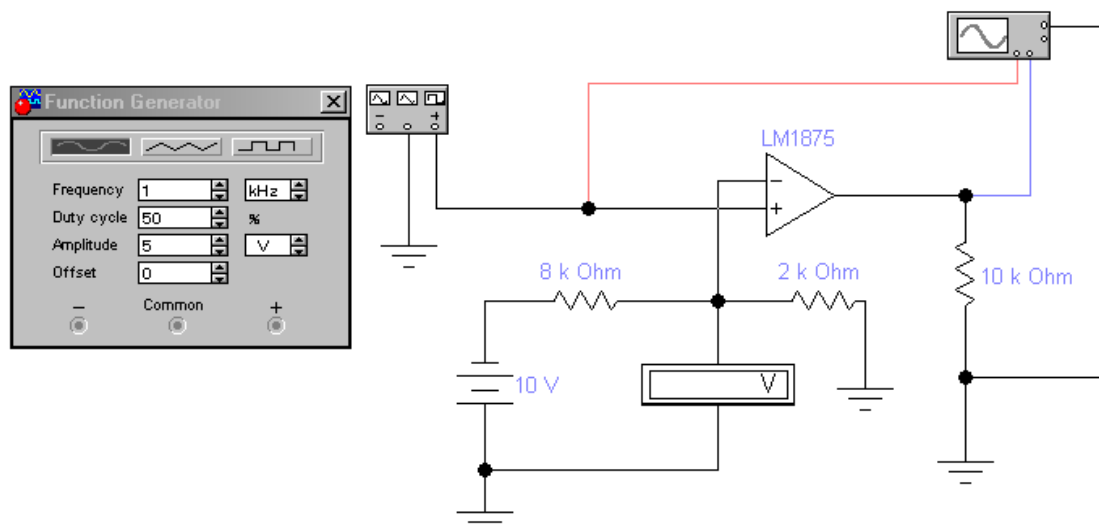 Function Generator
Frequency 1 kHz
Duty cycle 50 %
Amplitude 5 V
Offset 0
− Common +
− +
LM1875
− +
8 k Ohm
2 k Ohm
10 k Ohm
10 V
V